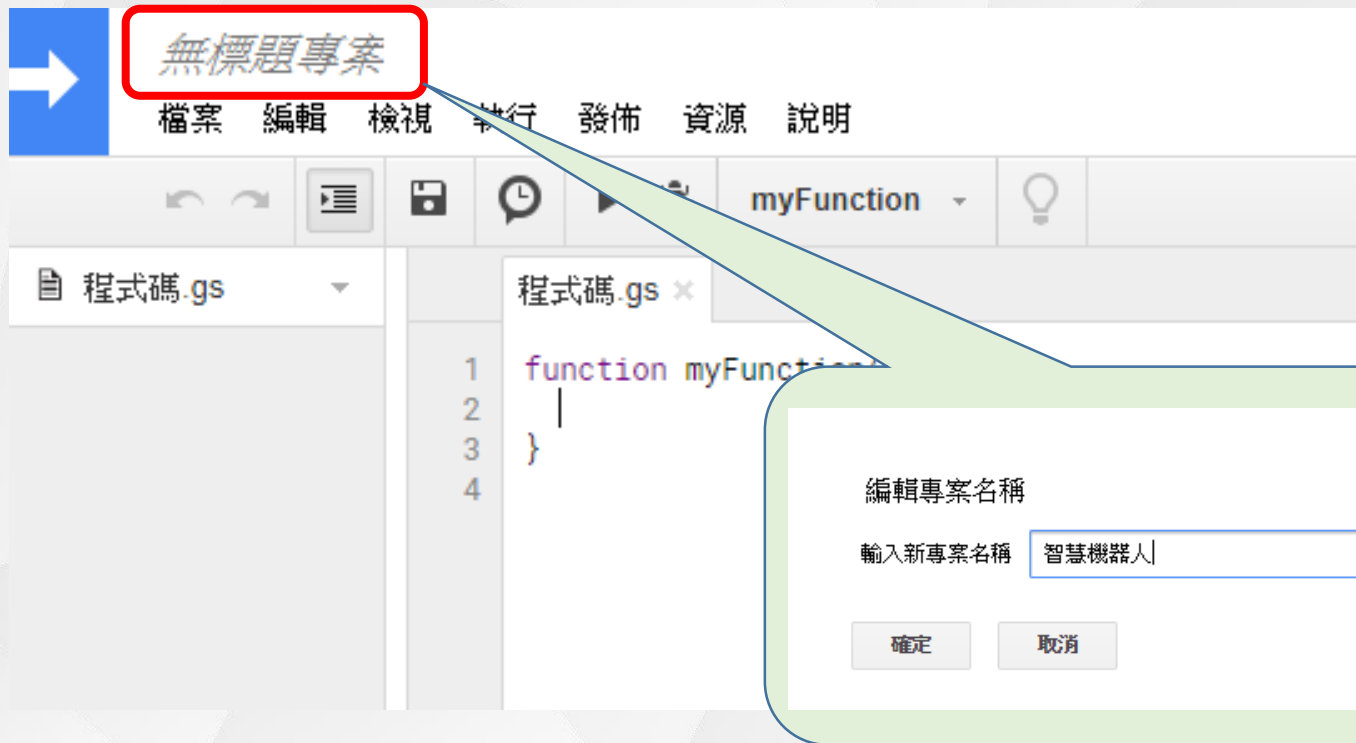 無標題專案
檔案 編輯 檢視 執行 發佈 資源 說明
myFunction
程式碼.gs
程式碼.gs ×
1 function myFunction(
2
3 }
4
編輯專案名稱
輸入新專案名稱 智慧機器人
確定 取消